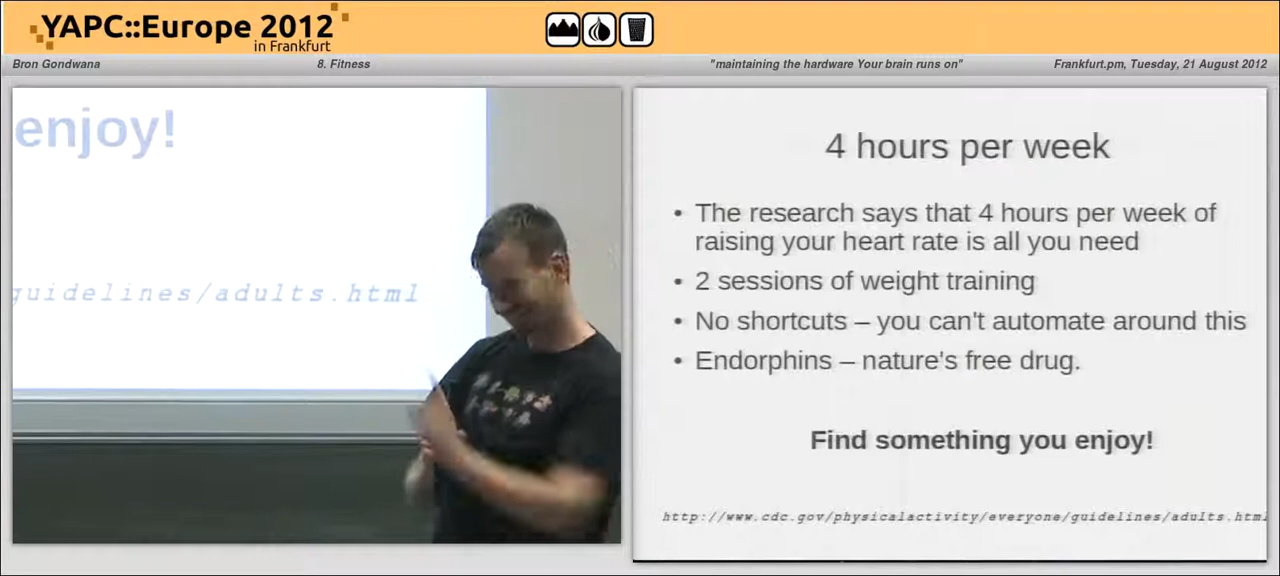 YAPC::Europe 2012
in Frankfurt
Bron Gondwana
8. Fitness
"maintaining the hardware Your brain runs on"
Frankfurt.pm, Tuesday, 21 August 2012
enjoy!
guidelines/adults.html
4 hours per week
• The research says that 4 hours per week of
raising your heart rate is all you need
• 2 sessions of weight training
• No shortcuts – you can't automate around this
• Endorphins – nature's free drug.
Find something you enjoy!
http://www.cdc.gov/physicalactivity/everyone/guidelines/adults.html